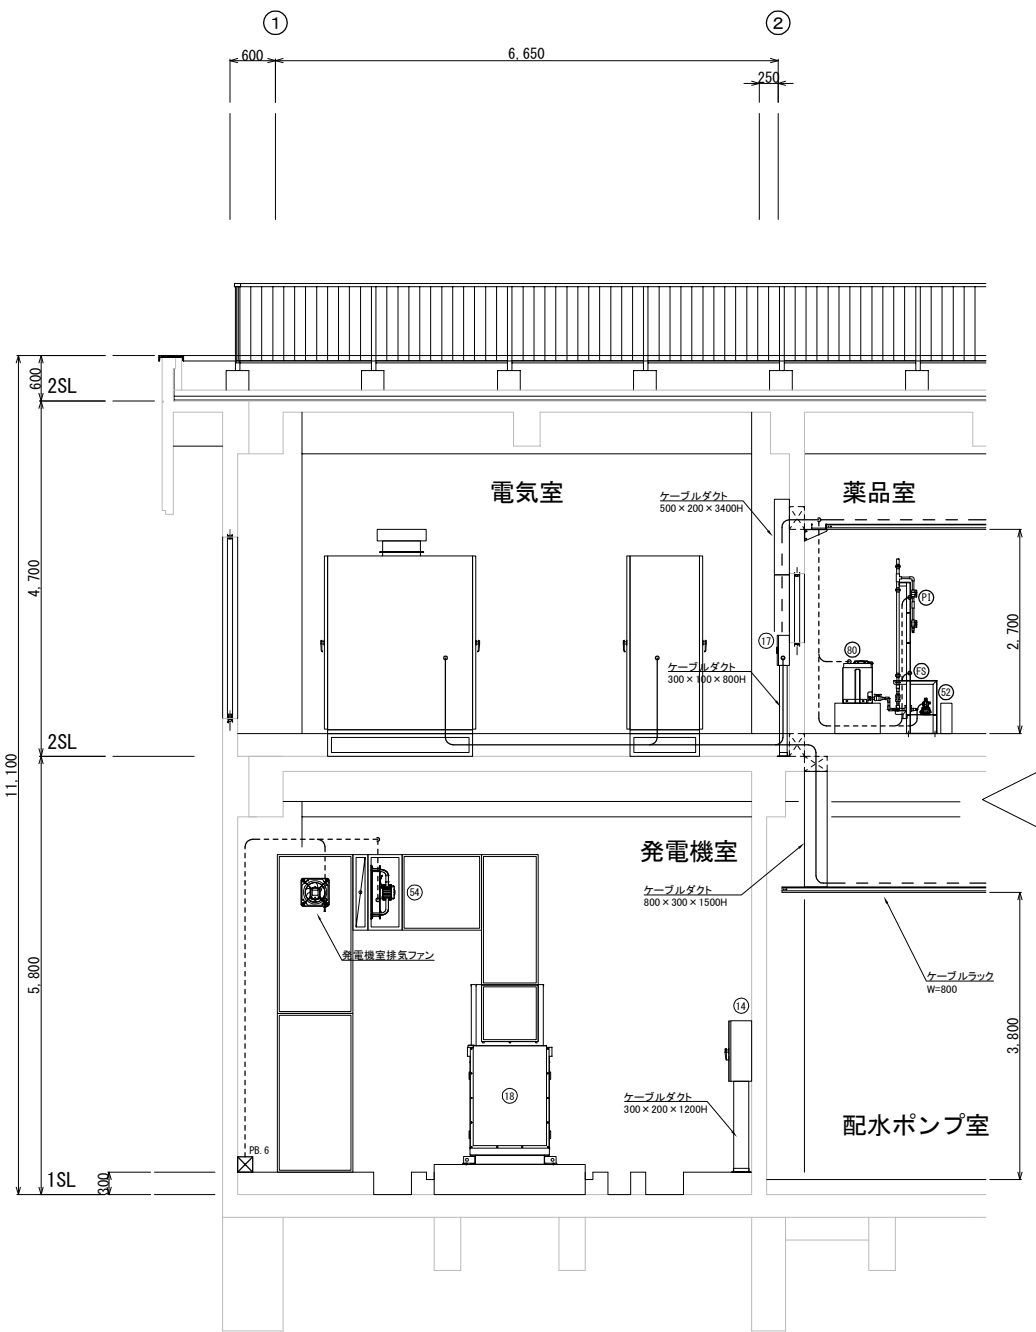 ① ②
600 6,650
250
600
2SL
電気室
薬品室
ケーブルダクト
500×200×3400H
4,700
PI
2,700
17
80
ケーブルダクト
300×100×800H
FS
52
2SL
11,100
発電機室
54
ケーブルダクト
800×300×1500H
発電機室排気ファン
5,800
ケーブルラック
W=800
14
3,800
18
ケーブルダクト
300×200×1200H
配水ポンプ室
PB.6
1SL
300